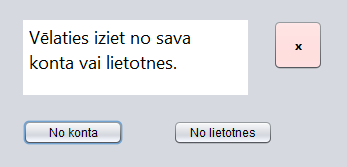 Vēlaties iziet no sava
konta vai lietotnes.
x
No konta
No lietotnes